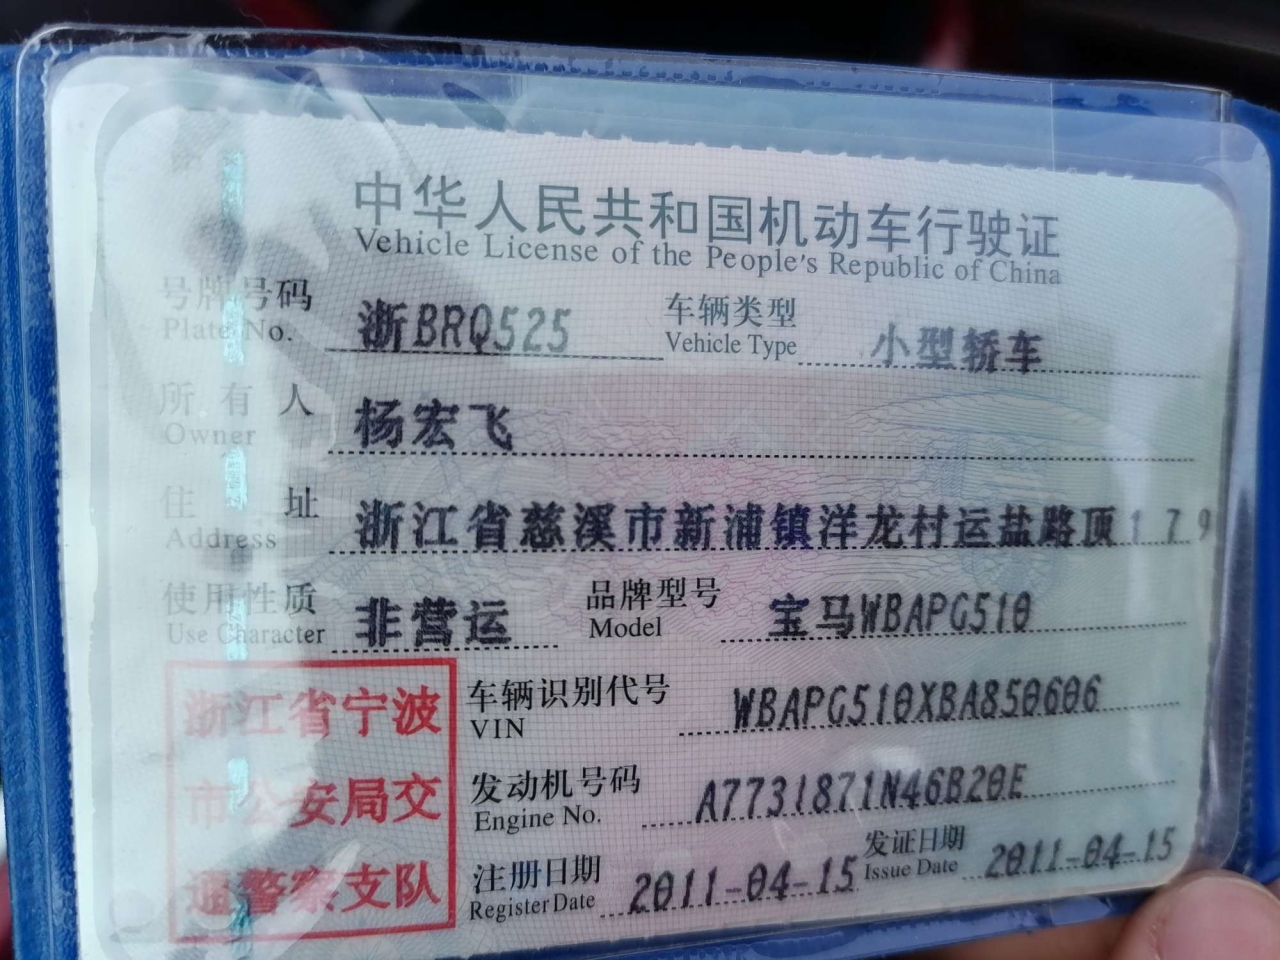 中华人民共和国机动车行驶证
Vehicle License of the People's Republic of China
号牌号码 浙BRQ525 车辆类型 小型轿车
Plate No. Vehicle Type
所有人 杨宏飞
Owner
住址 浙江省慈溪市新浦镇洋龙村运盐路顶179
Address
使用性质 非营运 品牌型号 宝马WBAPG510
Use Character Model
浙江省宁波
市公安局交
通警察支队
车辆识别代号 WBAPG510XBA850606
VIN
发动机号码 A7731871N46B20E
Engine No.
注册日期 2011-04-15 发证日期 2011-04-15
Register Date Issue Date